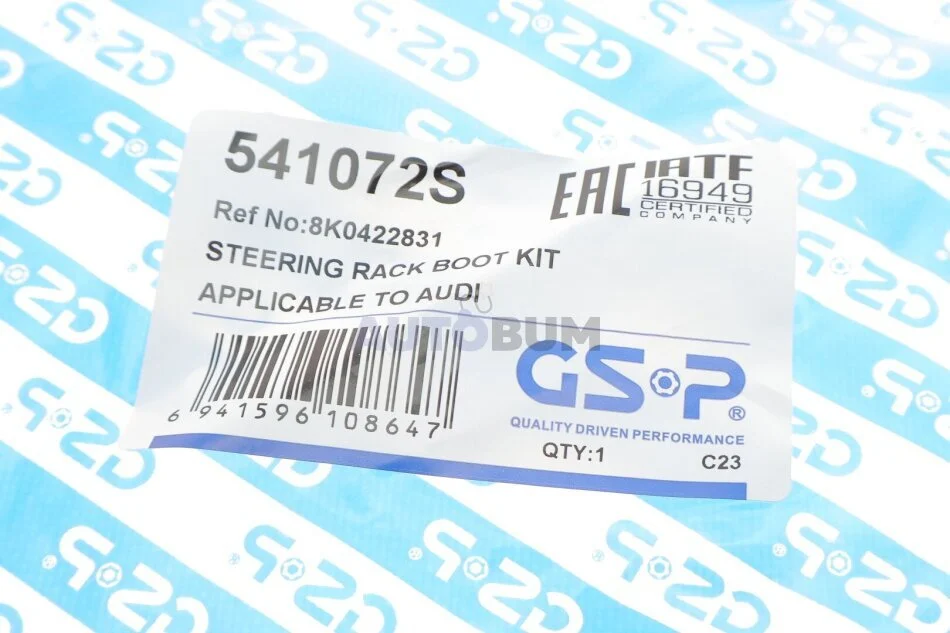 541072S
EAC
IATF
16949
CERTIFIED
COMPANY
Ref No:8K0422831
STEERING RACK BOOT KIT
APPLICABLE TO AUDI
AUTOBUM
6 941596 108647
GS·P®
QUALITY DRIVEN PERFORMANCE
QTY:1
C23